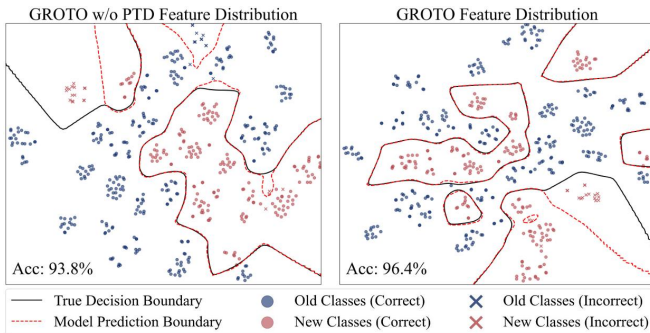 GROTO w/o PTD Feature Distribution
GROTO Feature Distribution
Acc: 93.8%
Acc: 96.4%
True Decision Boundary
Old Classes (Correct)
Old Classes (Incorrect)
Model Prediction Boundary
New Classes (Correct)
New Classes (Incorrect)